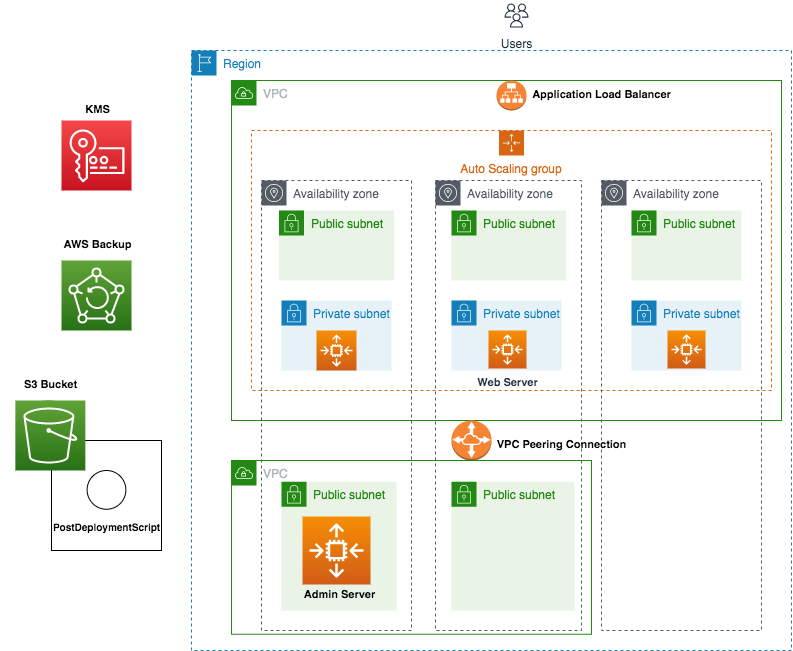 Users
Region
VPC
Application Load Balancer
KMS
Auto Scaling group
Availability zone
Availability zone
Availability zone
Public subnet
Public subnet
Public subnet
AWS Backup
Private subnet
Private subnet
Private subnet
Web Server
S3 Bucket
VPC Peering Connection
VPC
Public subnet
Public subnet
PostDeploymentScript
Admin Server